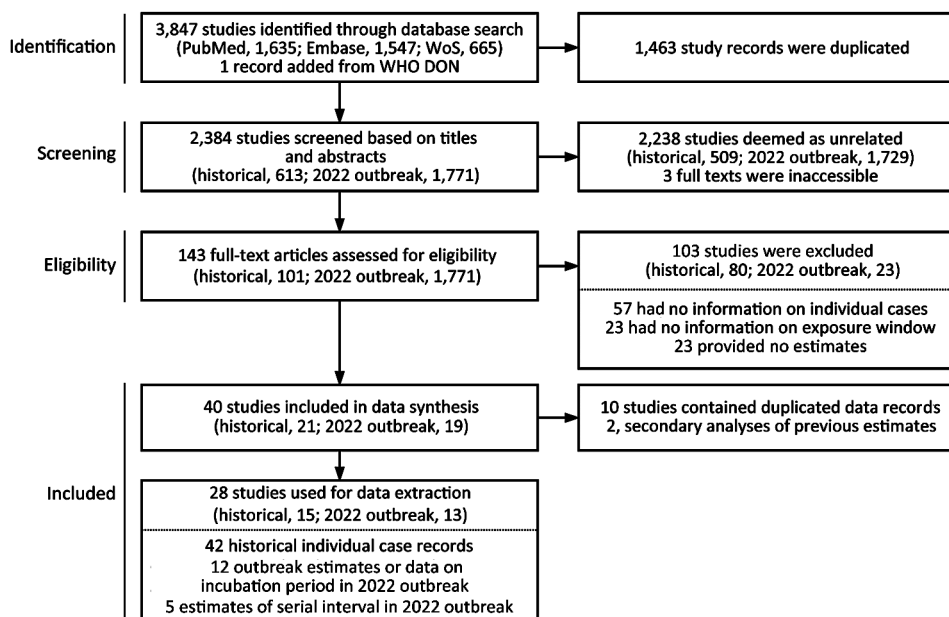 Identification
3,847 studies identified through database search
(PubMed, 1,635; Embase, 1,547; WoS, 665)
1 record added from WHO DON
1,463 study records were duplicated
Screening
2,384 studies screened based on titles
and abstracts
(historical, 613; 2022 outbreak, 1,771)
2,238 studies deemed as unrelated
(historical, 509; 2022 outbreak, 1,729)
3 full texts were inaccessible
Eligibility
143 full-text articles assessed for eligibility
(historical, 101; 2022 outbreak, 1,771)
103 studies were excluded
(historical, 80; 2022 outbreak, 23)
57 had no information on individual cases
23 had no information on exposure window
23 provided no estimates
Included
40 studies included in data synthesis
(historical, 21; 2022 outbreak, 19)
10 studies contained duplicated data records
2, secondary analyses of previous estimates
28 studies used for data extraction
(historical, 15; 2022 outbreak, 13)
42 historical individual case records
12 outbreak estimates or data on
incubation period in 2022 outbreak
5 estimates of serial interval in 2022 outbreak